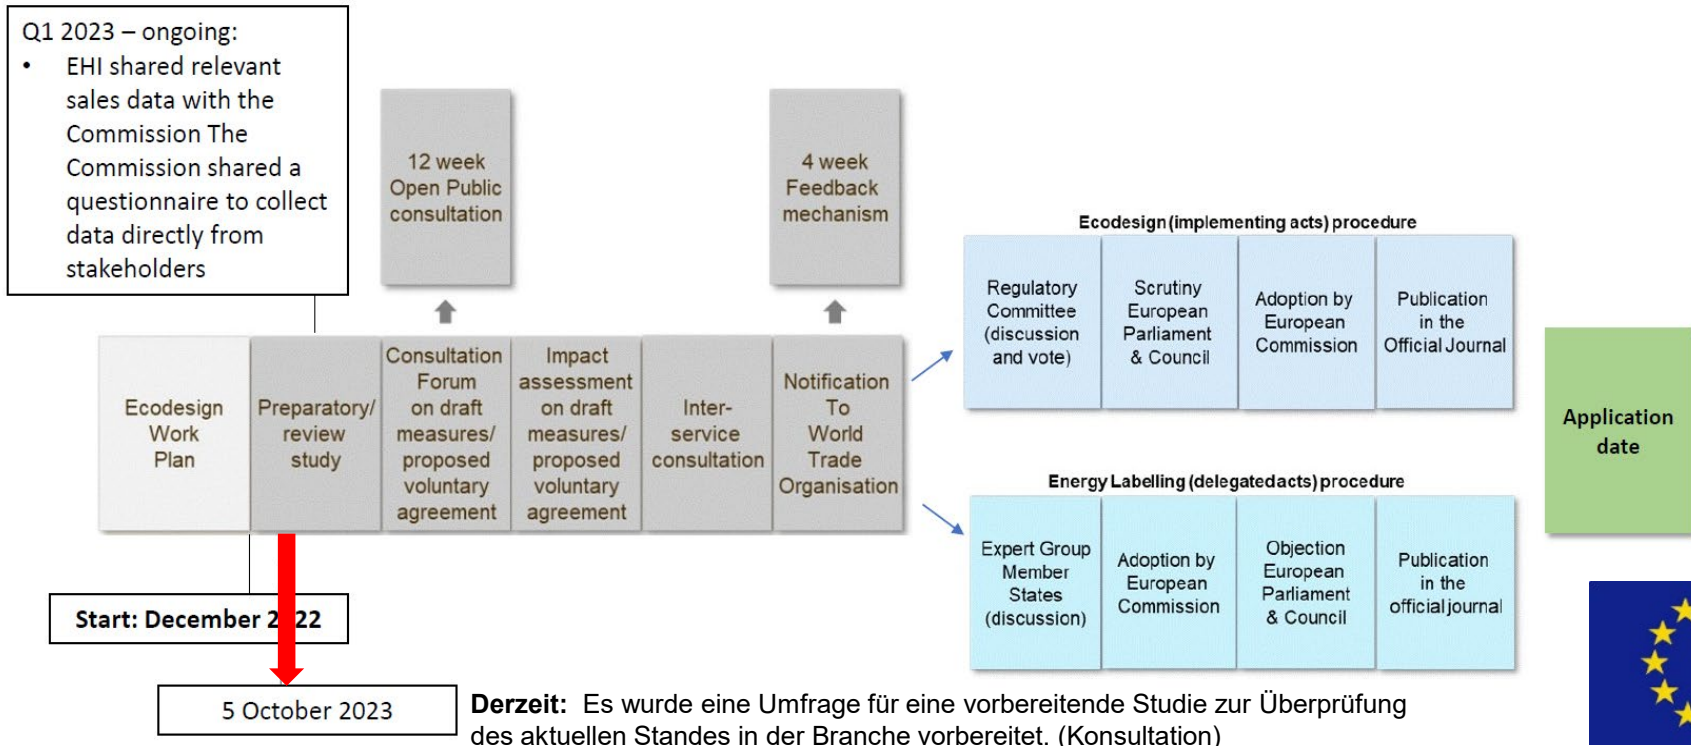 Q1 2023 – ongoing:
• EHI shared relevant
sales data with the
Commission The
Commission shared a
questionnaire to collect
data directly from
stakeholders
12 week
Open Public
consultation
4 week
Feedback
mechanism
Ecodesign
Work
Plan
Preparatory/
review
study
Consultation
Forum
on draft
measures/
proposed
voluntary
agreement
Impact
assessment
on draft
measures/
proposed
voluntary
agreement
Inter-
service
consultation
Notification
To
World
Trade
Organisation
Ecodesign (implementing acts) procedure
Regulatory
Committee
(discussion
and vote)
Scrutiny
European
Parliament
& Council
Adoption by
European
Commission
Publication
in the
Official Journal
Energy Labelling (delegatedacts) procedure
Expert Group
Member
States
(discussion)
Adoption by
European
Commission
Objection
European
Parliament
& Council
Publication
in the
official journal
Application
date
Start: December 2 22
5 October 2023
Derzeit: Es wurde eine Umfrage für eine vorbereitende Studie zur Überprüfung
des aktuellen Standes in der Branche vorbereitet. (Konsultation)